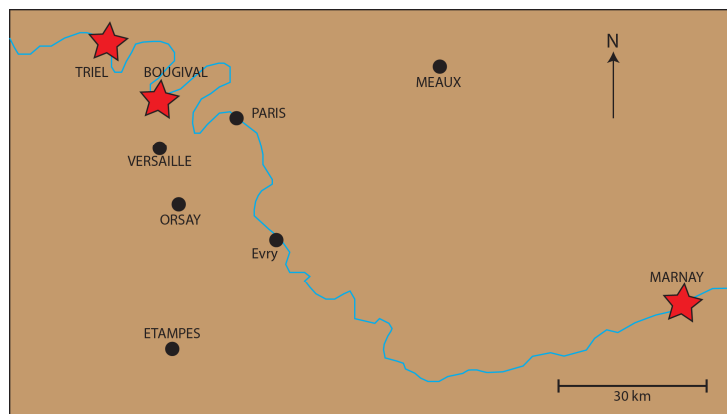 N
TRIEL
BOUGIVAL
MEAUX
PARIS
VERSAILLE
ORSAY
Evry
MARNAY
ETAMPES
30 km